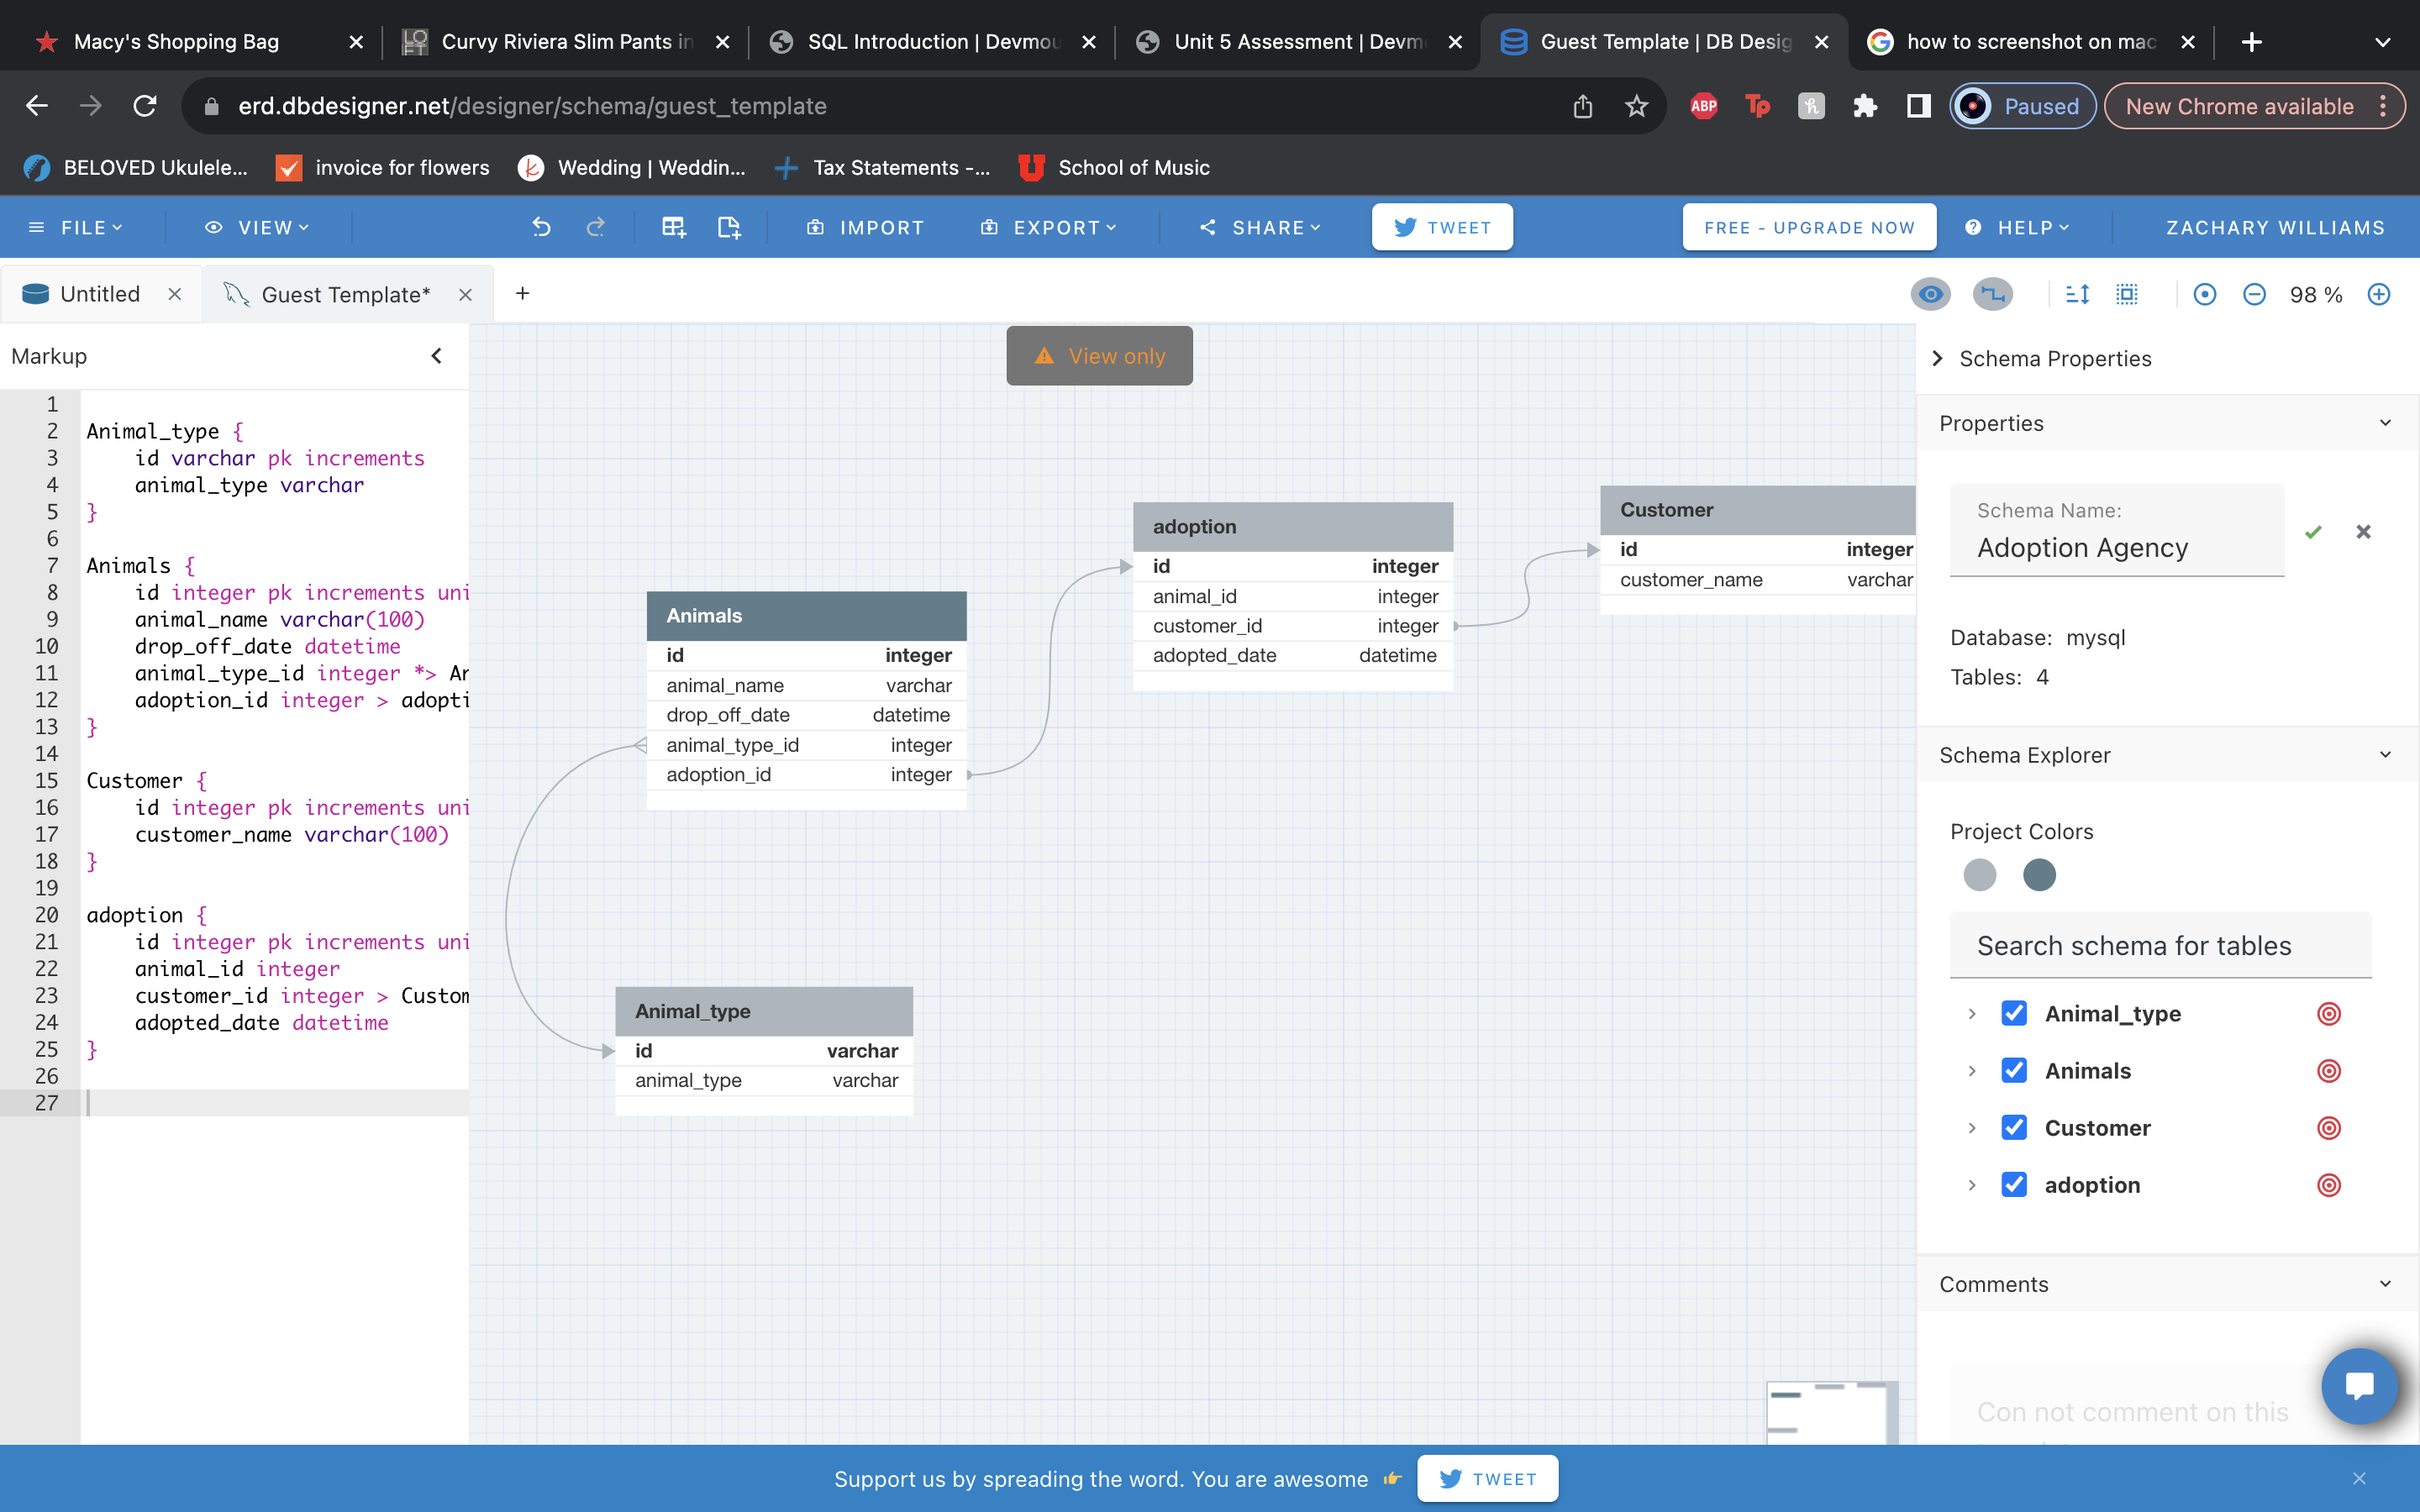 Macy's Shopping Bag
Curvy Riviera Slim Pants in
SQL Introduction | Devmou
Unit 5 Assessment | Devm
Guest Template | DB Desig
how to screenshot on mac
erd.dbdesigner.net/designer/schema/guest_template
ABP
Paused
New Chrome available
BELOVED Ukulele...
invoice for flowers
Wedding | Weddin...
Tax Statements -...
School of Music
FILE
VIEW
IMPORT
EXPORT
SHARE
TWEET
FREE - UPGRADE NOW
HELP
ZACHARY WILLIAMS
Untitled
Guest Template*
98 %
Markup
View only
Schema Properties
1
2 Animal_type {
3 id varchar pk increments
4 animal_type varchar
5 }
6
7 Animals {
8 id integer pk increments uni
9 animal_name varchar(100)
10 drop_off_date datetime
11 animal_type_id integer *> An
12 adoption_id integer > adopti
13 }
14
15 Customer {
16 id integer pk increments uni
17 customer_name varchar(100)
18 }
19
20 adoption {
21 id integer pk increments uni
22 animal_id integer
23 customer_id integer > Custom
24 adopted_date datetime
25 }
26
27
Animals
id integer
animal_name varchar
drop_off_date datetime
animal_type_id integer
adoption_id integer
adoption
id integer
animal_id integer
customer_id integer
adopted_date datetime
Customer
id integer
customer_name varchar
Animal_type
id varchar
animal_type varchar
Properties
Schema Name:
Adoption Agency
Database: mysql
Tables: 4
Schema Explorer
Project Colors
Search schema for tables
Animal_type
Animals
Customer
adoption
Comments
Con not comment on this
Support us by spreading the word. You are awesome
TWEET